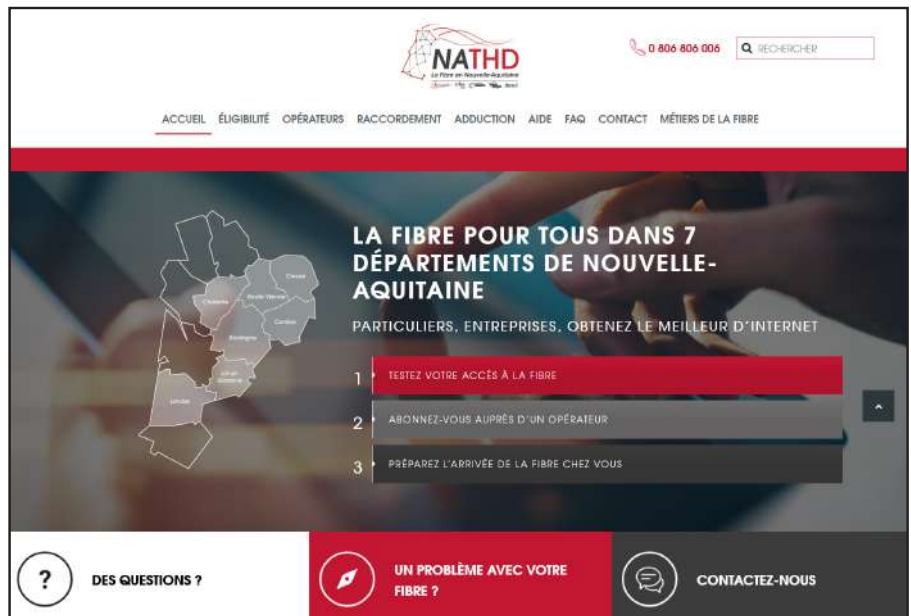 NATHD
La Fibre en Nouvelle-Aquitaine
0 806 806 006
RECHERCHER
ACCUEIL ÉLIGIBILITÉ OPÉRATEURS RACCORDEMENT ADDUCTION AIDE FAQ CONTACT MÉTIERS DE LA FIBRE
LA FIBRE POUR TOUS DANS 7
DÉPARTEMENTS DE NOUVELLE-
AQUITAINE
PARTICULIERS, ENTREPRISES, OBTENEZ LE MEILLEUR D'INTERNET
Creuse
Charente
Haute-Vienne
Corrèze
Dordogne
Lot-et-
Garonne
Landes
1 TESTEZ VOTRE ACCÈS À LA FIBRE
2 ABONNEZ-VOUS AUPRÈS D'UN OPÉRATEUR
3 PRÉPAREZ L'ARRIVÉE DE LA FIBRE CHEZ VOUS
? DES QUESTIONS ?
UN PROBLÈME AVEC VOTRE
FIBRE ?
CONTACTEZ-NOUS